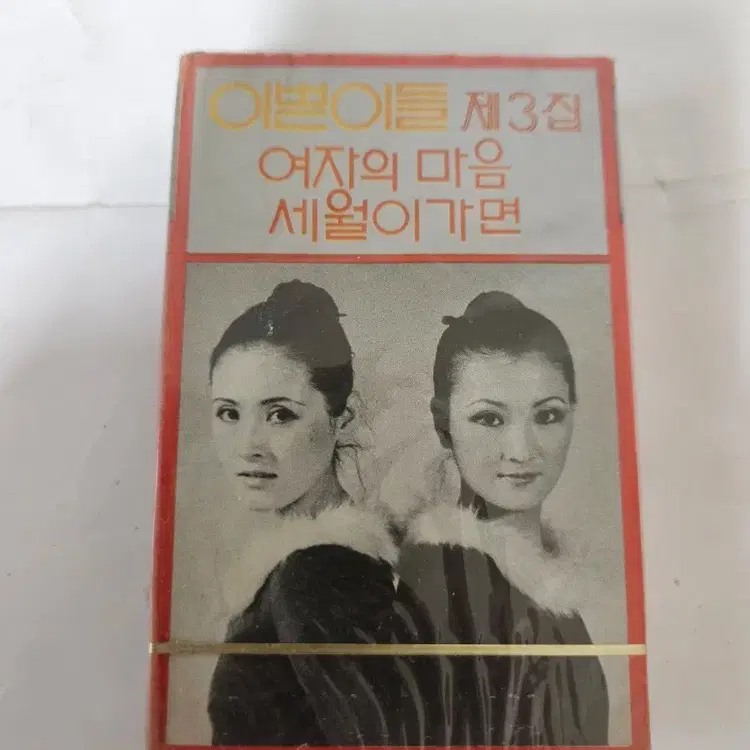 이쁜이들 제3집
여자의 마음
세월이가면